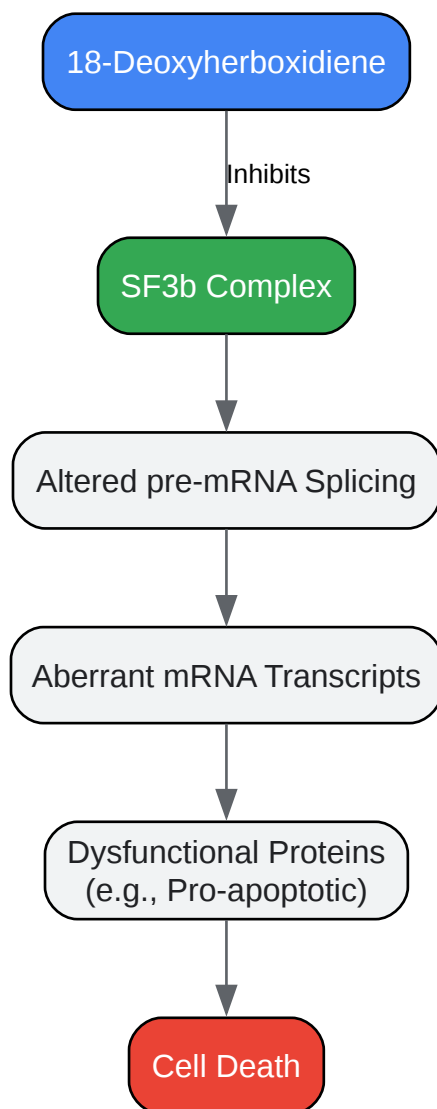 18-Deoxyherboxidiene
Inhibits
SF3b Complex
Altered pre-mRNA Splicing
Aberrant mRNA Transcripts
Dysfunctional Proteins
(e.g., Pro-apoptotic)
Cell Death